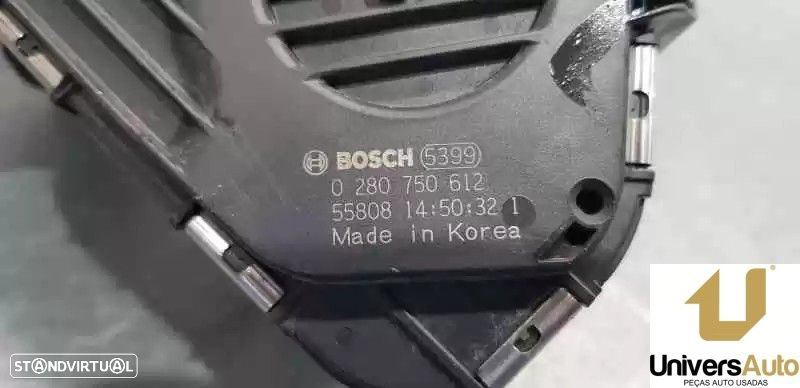 BOSCH 5399
0 280 750 612
55808 14:50:32 1
Made in Korea
STANDVIRTUAL
UniversAuto
PEÇAS AUTO USADAS